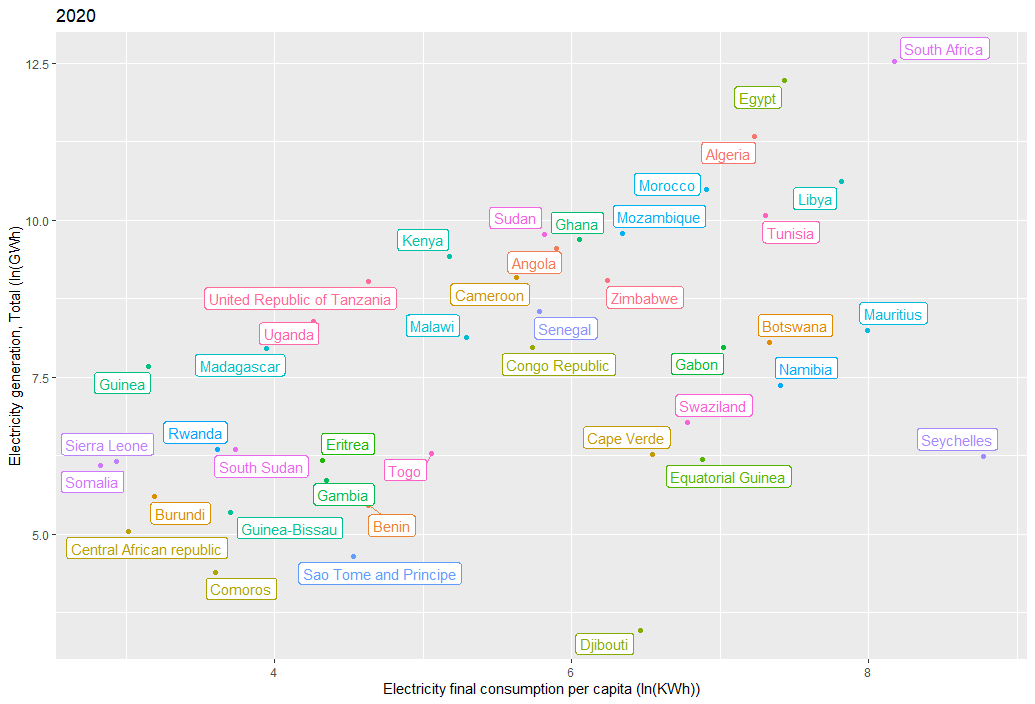 2020
South Africa
12.5
Egypt
Algeria
Morocco
Libya
Mozambique
Sudan
Ghana
10.0
Tunisia
Kenya
Angola
Cameroon
United Republic of Tanzania
Zimbabwe
Mauritius
Malawi
Senegal
Botswana
Uganda
Madagascar
Congo Republic
Gabon
Namibia
7.5
Guinea
Swaziland
Rwanda
Cape Verde
Seychelles
Sierra Leone
Eritrea
South Sudan
Togo
Equatorial Guinea
Somalia
Gambia
Burundi
Benin
Guinea-Bissau
5.0
Central African republic
Sao Tome and Principe
Comoros
Djibouti
4
6
8
Electricity final consumption per capita (ln(KWh))
Electricity generation, Total (ln(GWh)